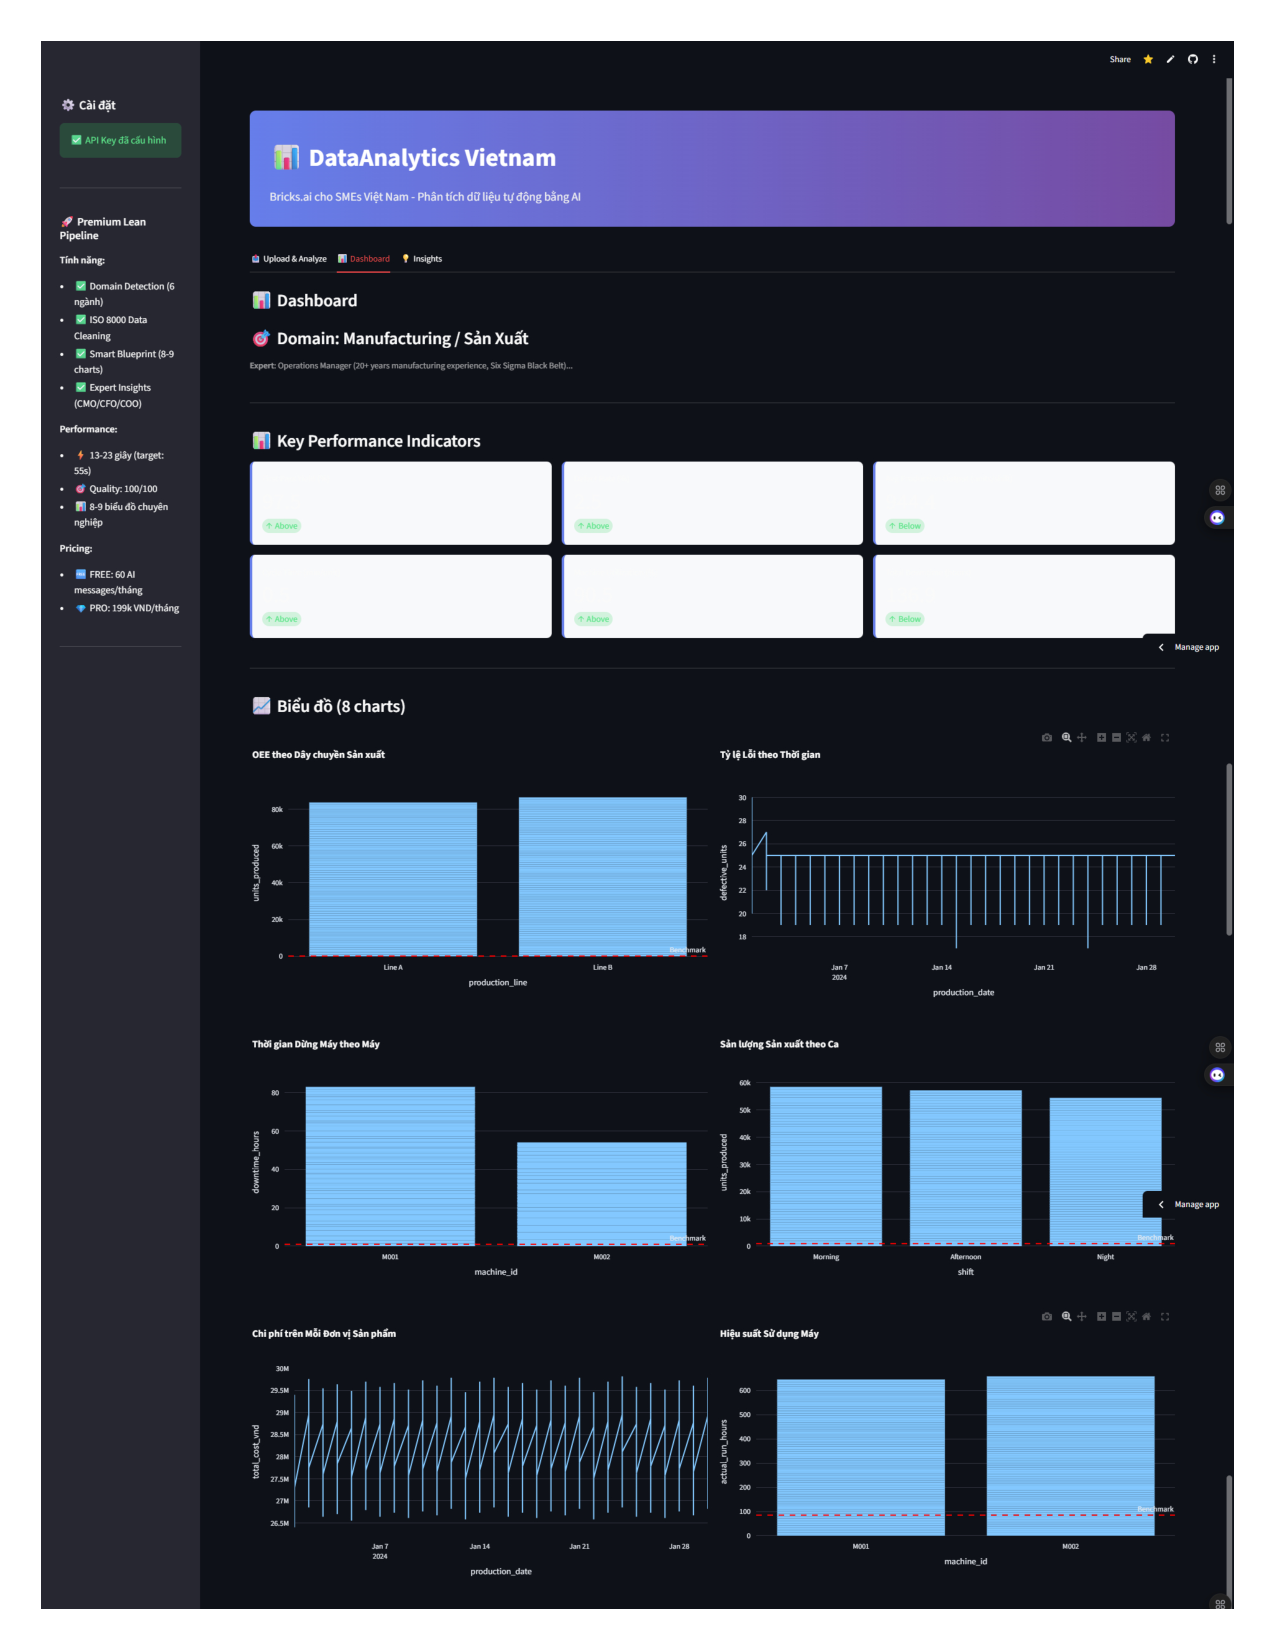 Share
⚙️ Cài đặt
✅ API Key đã cấu hình
🚀 Premium Lean
Pipeline
Tính năng:
• ✅ Domain Detection (6
ngành)
• ✅ ISO 8000 Data
Cleaning
• ✅ Smart Blueprint (8-9
charts)
• ✅ Expert Insights
(CMO/CFO/COO)
Performance:
• ⚡ 13-23 giây (target:
55s)
• 🎯 Quality: 100/100
• 📊 8-9 biểu đồ chuyên
nghiệp
Pricing:
• 🆓 FREE: 60 AI
messages/tháng
• 💎 PRO: 199k VND/tháng
📊 DataAnalytics Vietnam
Bricks.ai cho SMEs Việt Nam - Phân tích dữ liệu tự động bằng AI
Upload & Analyze 📊 Dashboard 💡 Insights
📊 Dashboard
🎯 Domain: Manufacturing / Sản Xuất
Expert: Operations Manager (20+ years manufacturing experience, Six Sigma Black Belt)...
📊 Key Performance Indicators
↑ Above
↑ Above
↑ Below
↑ Above
↑ Above
↑ Below
Manage app
📈 Biểu đồ (8 charts)
OEE theo Dây chuyền Sản xuất
80k
60k
40k
20k
0
units_produced
Benchmark
Line A
Line B
production_line
Tỷ lệ Lỗi theo Thời gian
30
28
26
24
22
20
18
defective_units
Jan 7
2024
Jan 14
Jan 21
Jan 28
production_date
Thời gian Dừng Máy theo Máy
80
60
40
20
0
downtime_hours
Benchmark
M001
M002
machine_id
Sản lượng Sản xuất theo Ca
60k
50k
40k
30k
20k
10k
0
units_produced
Benchmark
Morning
Afternoon
Night
shift
Manage app
Chi phí trên Mỗi Đơn vị Sản phẩm
30M
29.5M
29M
28.5M
28M
27.5M
27M
26.5M
total_cost_vnd
Jan 7
2024
Jan 14
Jan 21
Jan 28
production_date
Hiệu suất Sử dụng Máy
600
500
400
300
200
100
0
actual_run_hours
Benchmark
M001
M002
machine_id